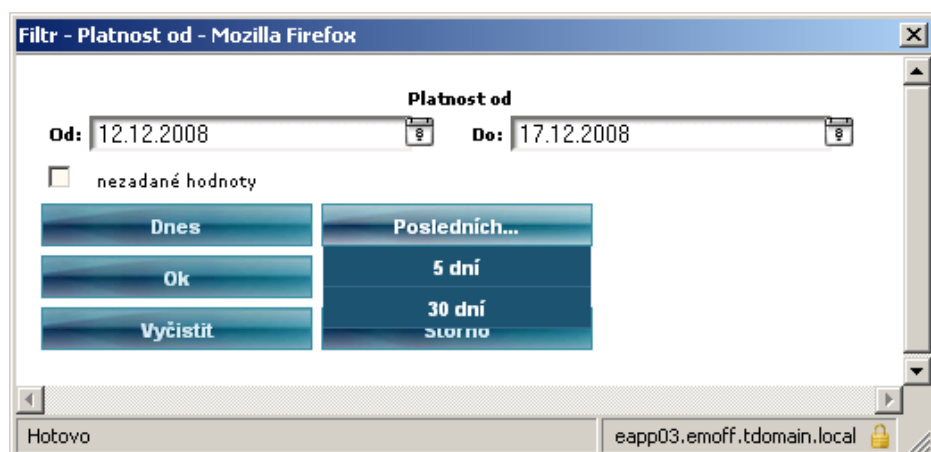 Filtr - Platnost od - Mozilla Firefox
Platnost od
Od: 12.12.2008 Do: 17.12.2008
nezadané hodnoty
Dnes Posledních...
Ok 5 dní
30 dní
Vyčistit Storno
Hotovo eapp03.emoff.tdomain.local